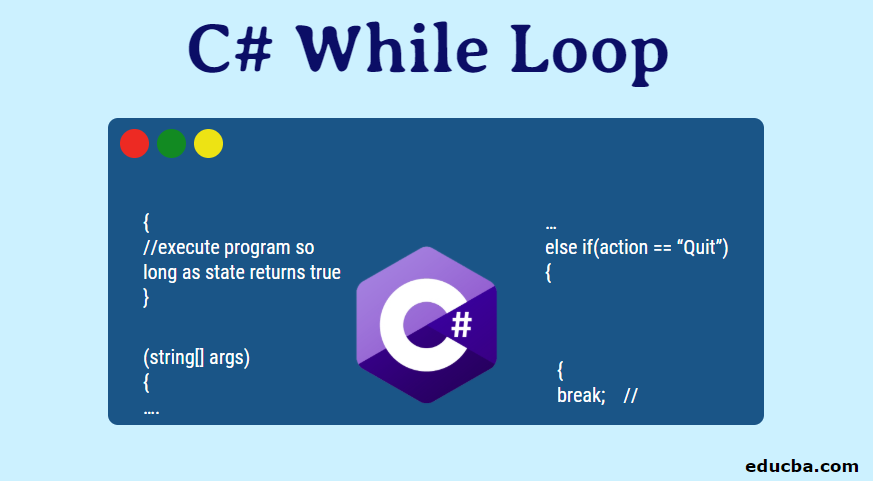 C# While Loop
{
//execute program so
long as state returns true
}
(string[] args)
{
....
C#
...
else if(action == “Quit”)
{
{
break; //
educba.com